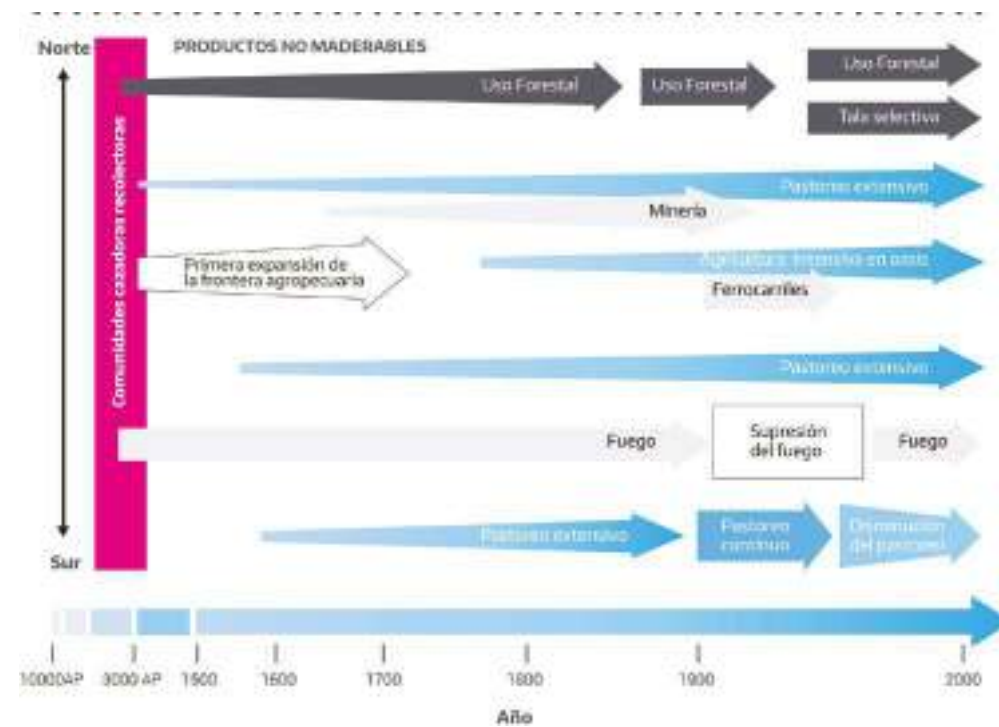 Norte
PRODUCTOS NO MADERABLES
Uso Forestal
Uso Forestal
Uso Forestal
Tala selectiva
Comunidades cazadoras recolectoras
Pastoreo extensivo
Minería
Primera expansión de
la frontera agropecuaria
Agricultura intensiva en oasis
Ferrocarriles
Pastoreo extensivo
Fuego
Supresión
del fuego
Fuego
Pastoreo extensivo
Pastoreo
continuo
Disminución
del pastoreo
Sur
10000AP
3000 AP
1500
1600
1700
1800
1900
2000
Año